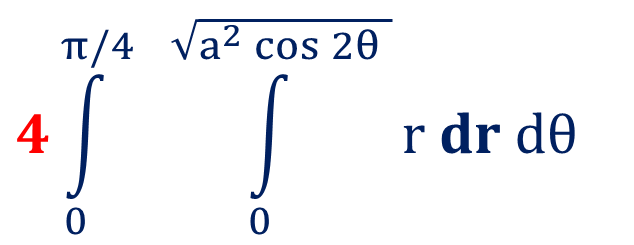 π/4 √a² cos 2θ
4 ∫ ∫ r dr dθ
0 0